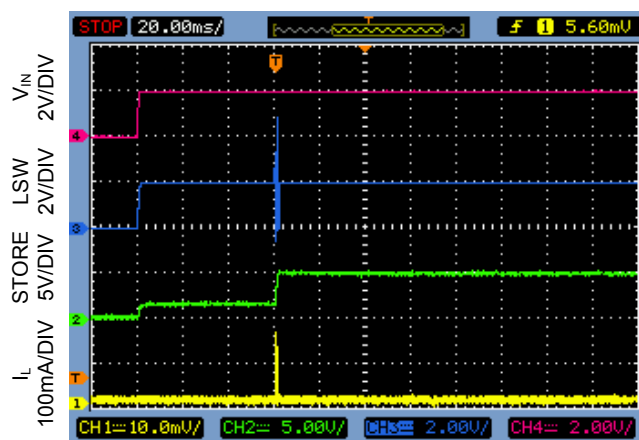 STOP 20.00ms/ T f 1 5.60mV
T
VIN
2V/DIV
4
LSW
2V/DIV
3
STORE
5V/DIV
2
IL
100mA/DIV
T
1
CH1 10.0mV/ CH2 5.00V/ CH3 2.00V/ CH4 2.00V/